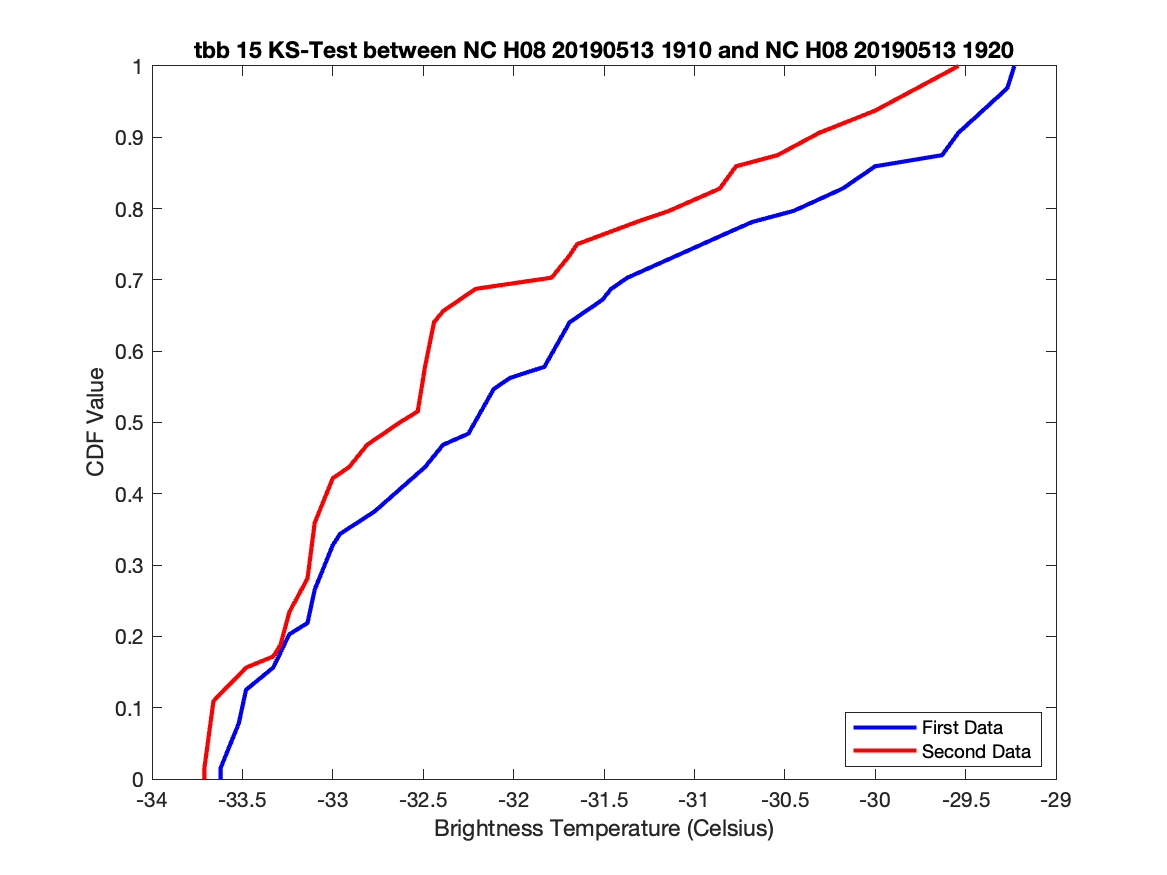 tbb 15 KS-Test between NC H08 20190513 1910 and NC H08 20190513 1920
1
0.9
0.8
0.7
0.6
0.5
0.4
0.3
0.2
0.1
0
CDF Value
First Data
Second Data
-34 -33.5 -33 -32.5 -32 -31.5 -31 -30.5 -30 -29.5 -29
Brightness Temperature (Celsius)